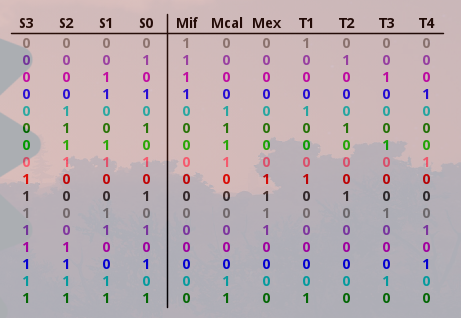 S3 S2 S1 S0 Mif Mcal Mex T1 T2 T3 T4
0 0 0 0 1 0 0 1 0 0 0
0 0 0 1 1 0 0 0 1 0 0
0 0 1 0 1 0 0 0 0 1 0
0 0 1 1 1 0 0 0 0 0 1
0 1 0 0 0 1 0 1 0 0 0
0 1 0 1 0 1 0 0 1 0 0
0 1 1 0 0 1 0 0 0 1 0
0 1 1 1 0 1 0 0 0 0 1
1 0 0 0 0 0 1 1 0 0 0
1 0 0 1 0 0 1 0 1 0 0
1 0 1 0 0 0 1 0 0 1 0
1 0 1 1 0 0 1 0 0 0 1
1 1 0 0 0 0 0 0 0 0 0
1 1 0 1 0 0 0 0 0 0 1
1 1 1 0 0 1 0 0 0 1 0
1 1 1 1 0 1 0 1 0 0 0